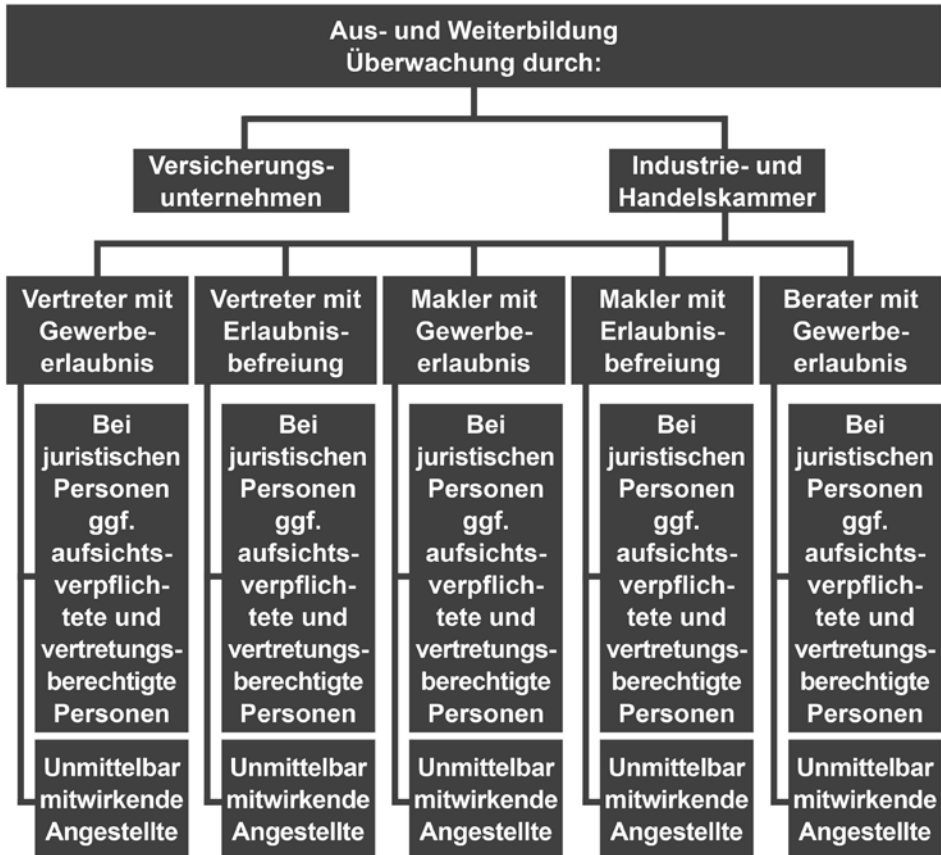 Aus- und Weiterbildung
Überwachung durch:
Versicherungs-
unternehmen
Industrie- und
Handelskammer
Vertreter mit
Gewerbe-
erlaubnis
Vertreter mit
Erlaubnis-
befreiung
Makler mit
Gewerbe-
erlaubnis
Makler mit
Erlaubnis-
befreiung
Berater mit
Gewerbe-
erlaubnis
Bei
juristischen
Personen
ggf.
aufsichts-
verpflich-
tete und
vertretungs-
berechtigte
Personen
Bei
juristischen
Personen
ggf.
aufsichts-
verpflich-
tete und
vertretungs-
berechtigte
Personen
Bei
juristischen
Personen
ggf.
aufsichts-
verpflich-
tete und
vertretungs-
berechtigte
Personen
Bei
juristischen
Personen
ggf.
aufsichts-
verpflich-
tete und
vertretungs-
berechtigte
Personen
Bei
juristischen
Personen
ggf.
aufsichts-
verpflich-
tete und
vertretungs-
berechtigte
Personen
Unmittelbar
mitwirkende
Angestellte
Unmittelbar
mitwirkende
Angestellte
Unmittelbar
mitwirkende
Angestellte
Unmittelbar
mitwirkende
Angestellte
Unmittelbar
mitwirkende
Angestellte